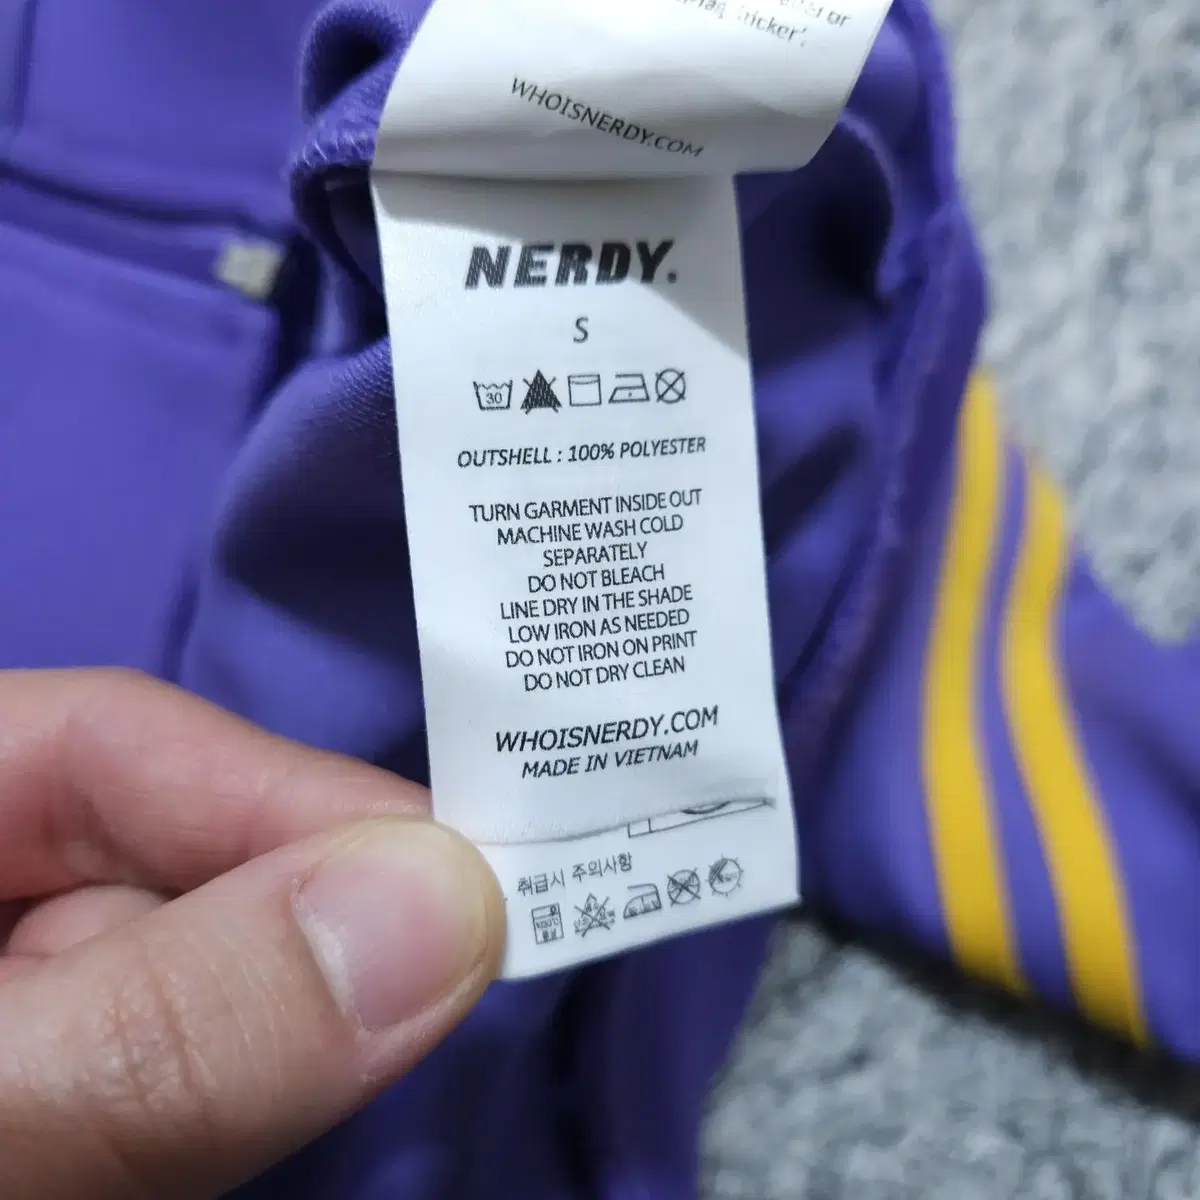 or
WHOISNERDY.COM
NERDY.
S
30
OUTSHELL : 100% POLYESTER
TURN GARMENT INSIDE OUT
MACHINE WASH COLD
SEPARATELY
DO NOT BLEACH
LINE DRY IN THE SHADE
LOW IRON AS NEEDED
DO NOT IRON ON PRINT
DO NOT DRY CLEAN
WHOISNERDY.COM
MADE IN VIETNAM
취급시 주의사항